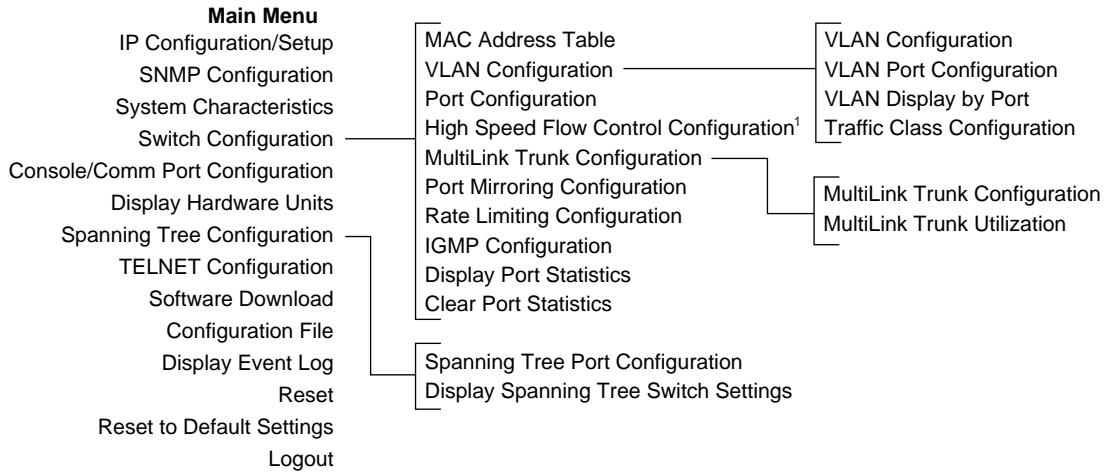 Main Menu
IP Configuration/Setup
SNMP Configuration
System Characteristics
Switch Configuration
Console/Comm Port Configuration
Display Hardware Units
Spanning Tree Configuration
TELNET Configuration
Software Download
Configuration File
Display Event Log
Reset
Reset to Default Settings
Logout
MAC Address Table
VLAN Configuration
Port Configuration
High Speed Flow Control Configuration1
MultiLink Trunk Configuration
Port Mirroring Configuration
Rate Limiting Configuration
IGMP Configuration
Display Port Statistics
Clear Port Statistics
Spanning Tree Port Configuration
Display Spanning Tree Switch Settings
VLAN Configuration
VLAN Port Configuration
VLAN Display by Port
Traffic Class Configuration
MultiLink Trunk Configuration
MultiLink Trunk Utilization